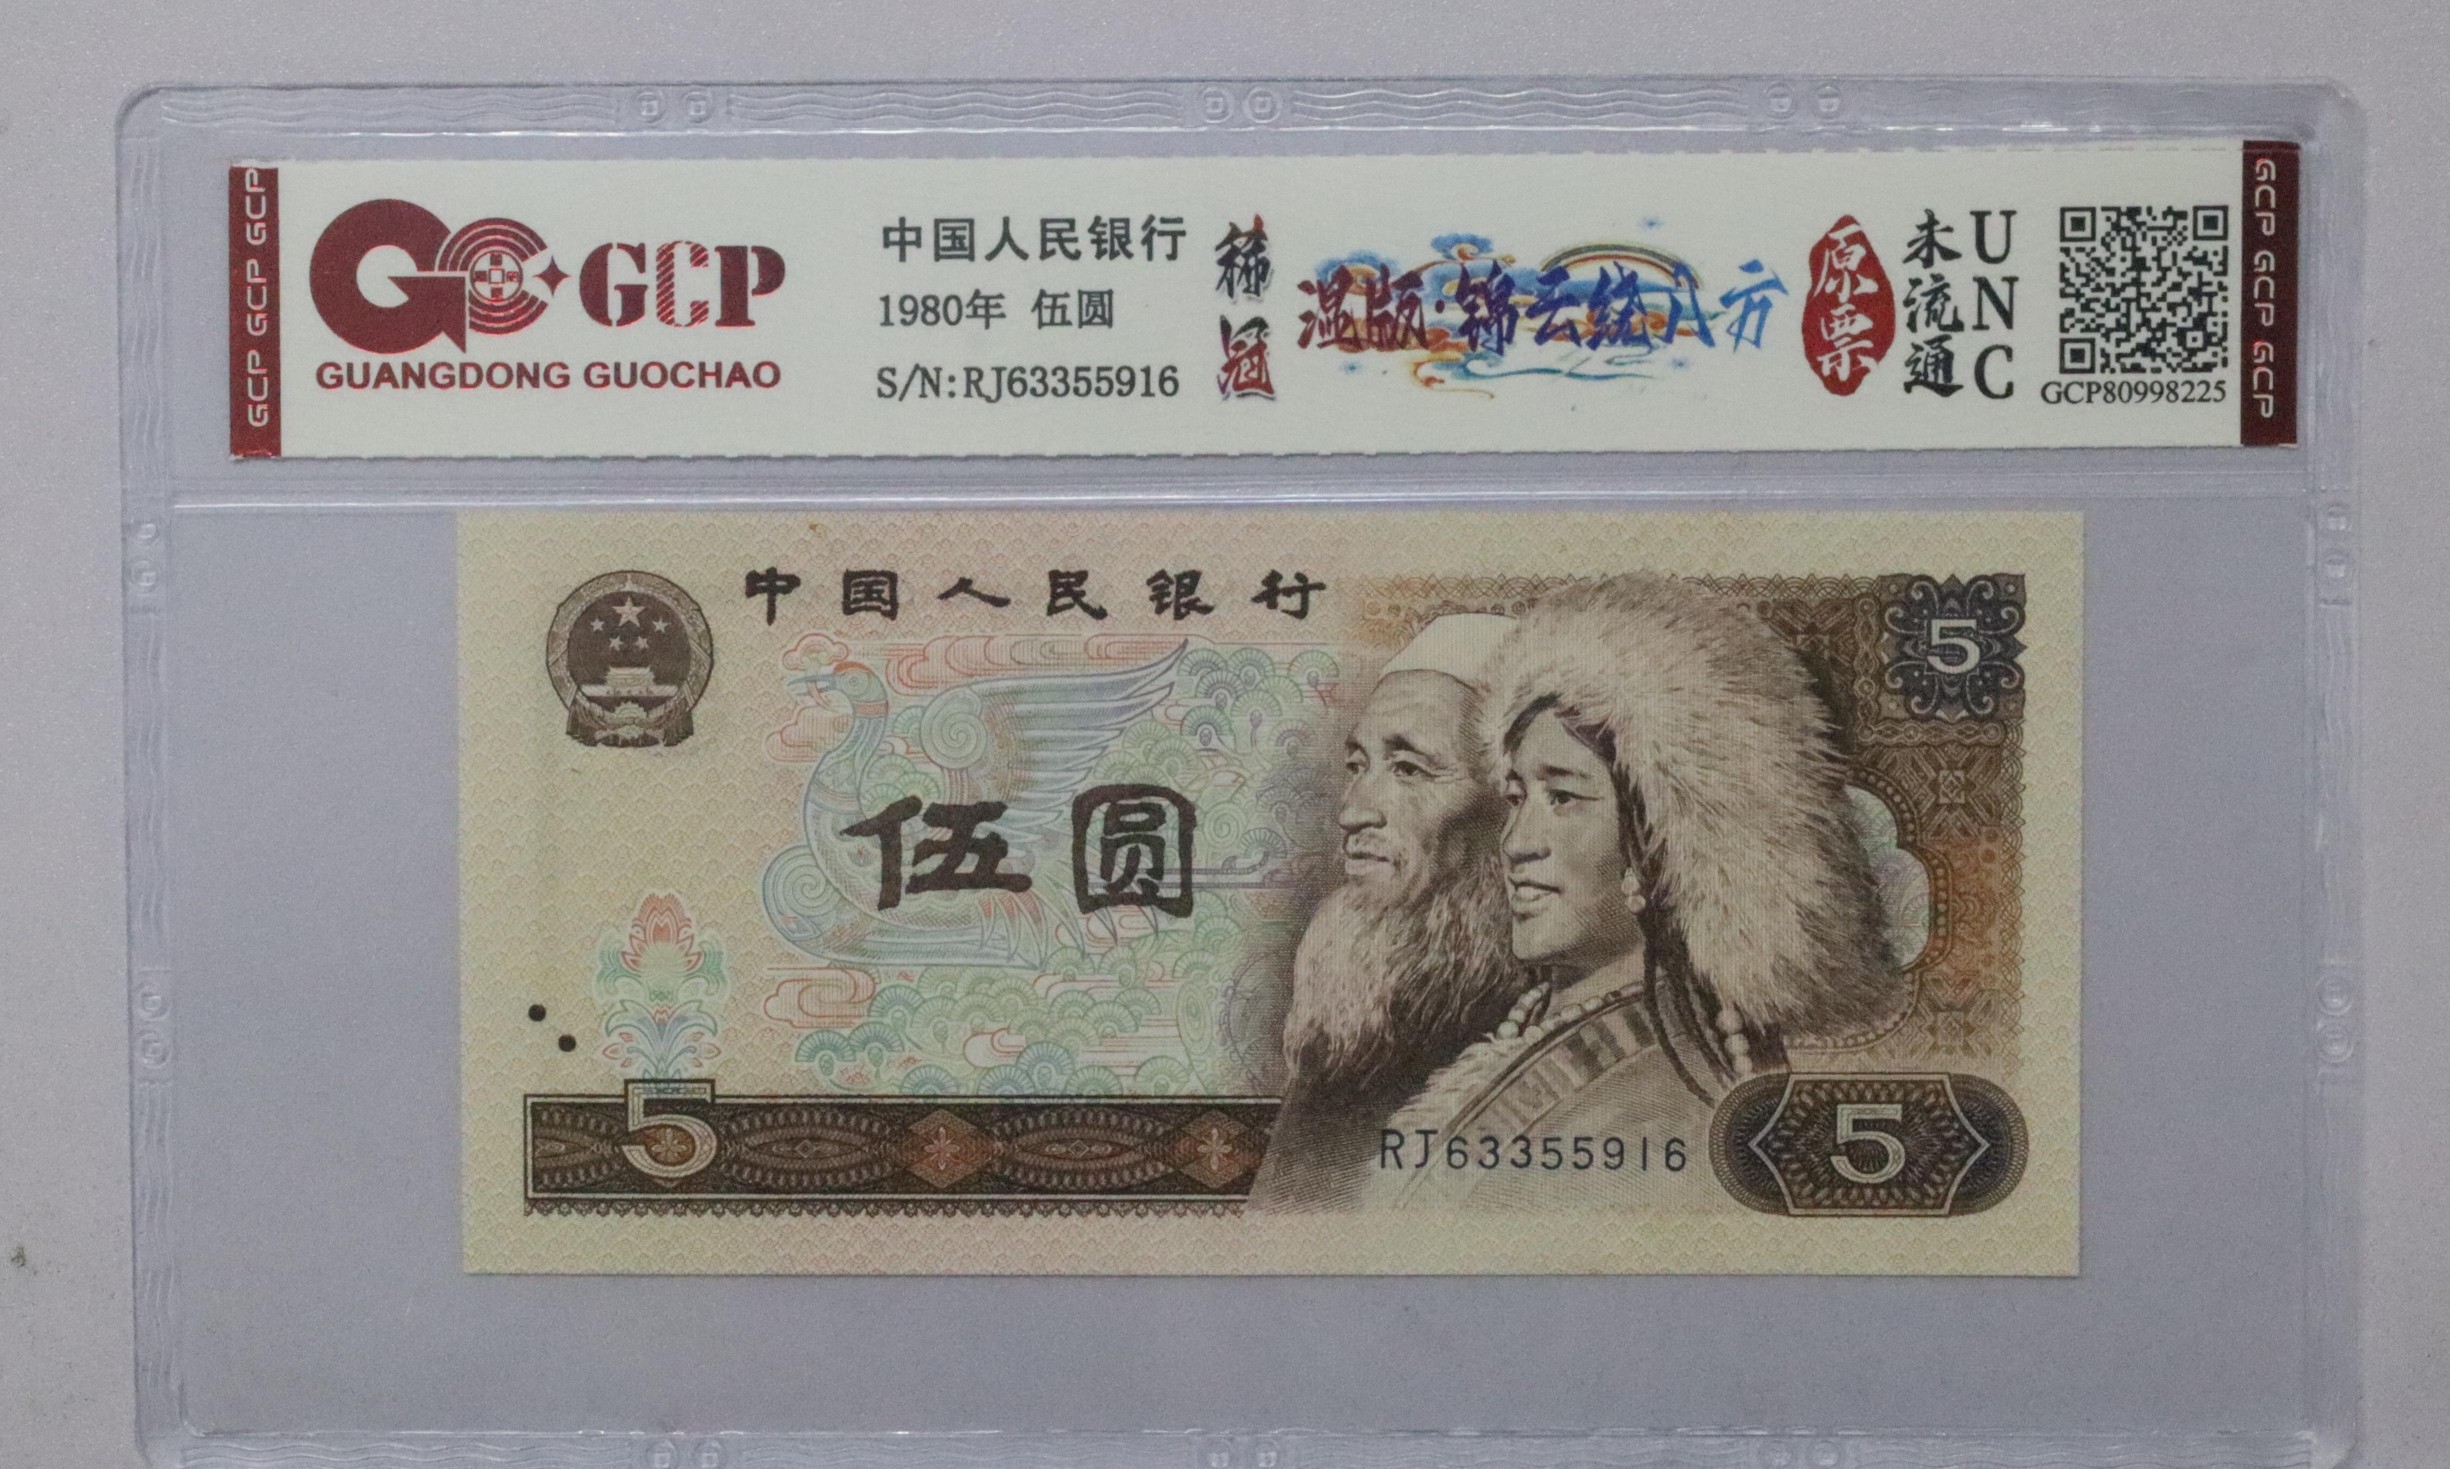 GCP GCP GCP
GCP
GUANGDONG GUOCHAO
中国人民银行
1980年 伍圆
S/N:RJ63355916
稀冠
温版·锦云绕八方
原票
未流通
UNC
GCP80998225
GCP GCP GCP
中国人民银行
5
伍圆
5
RJ63355916
5